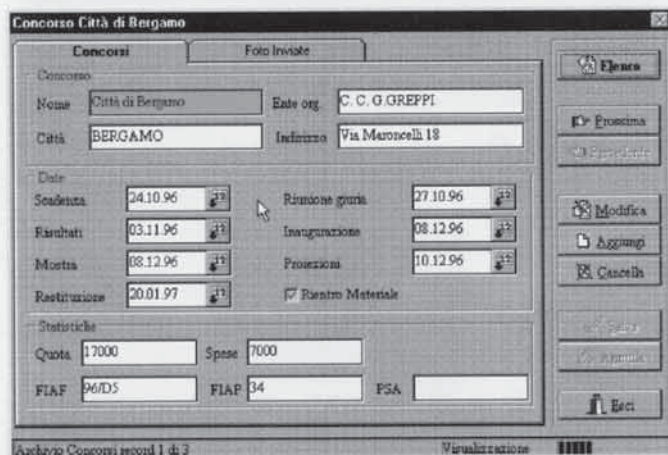 Concorso Città di Bergamo
Concorsi Foto Inviate
Concorso
Nome Città di Bergamo Ente org. C. C. G.GREPPI
Città BERGAMO Indirizzo Via Maroncelli 18
Date
Scadenza 24.10.96 Riunione giuria 27.10.96
Risultati 03.11.96 Inaugurazione 08.12.96
Mostra 08.12.96 Proiezioni 10.12.96
Restituzione 20.01.97 Rientro Materiale
Statistiche
Quota 17000 Spese 7000
FIAF 96/D5 FIAP 34 PSA
Elenco
Prossima
Precedente
Modifica
Aggiungi
Cancella
Esci
Archivio Concorsi record 1 di 3 Visualizzazione